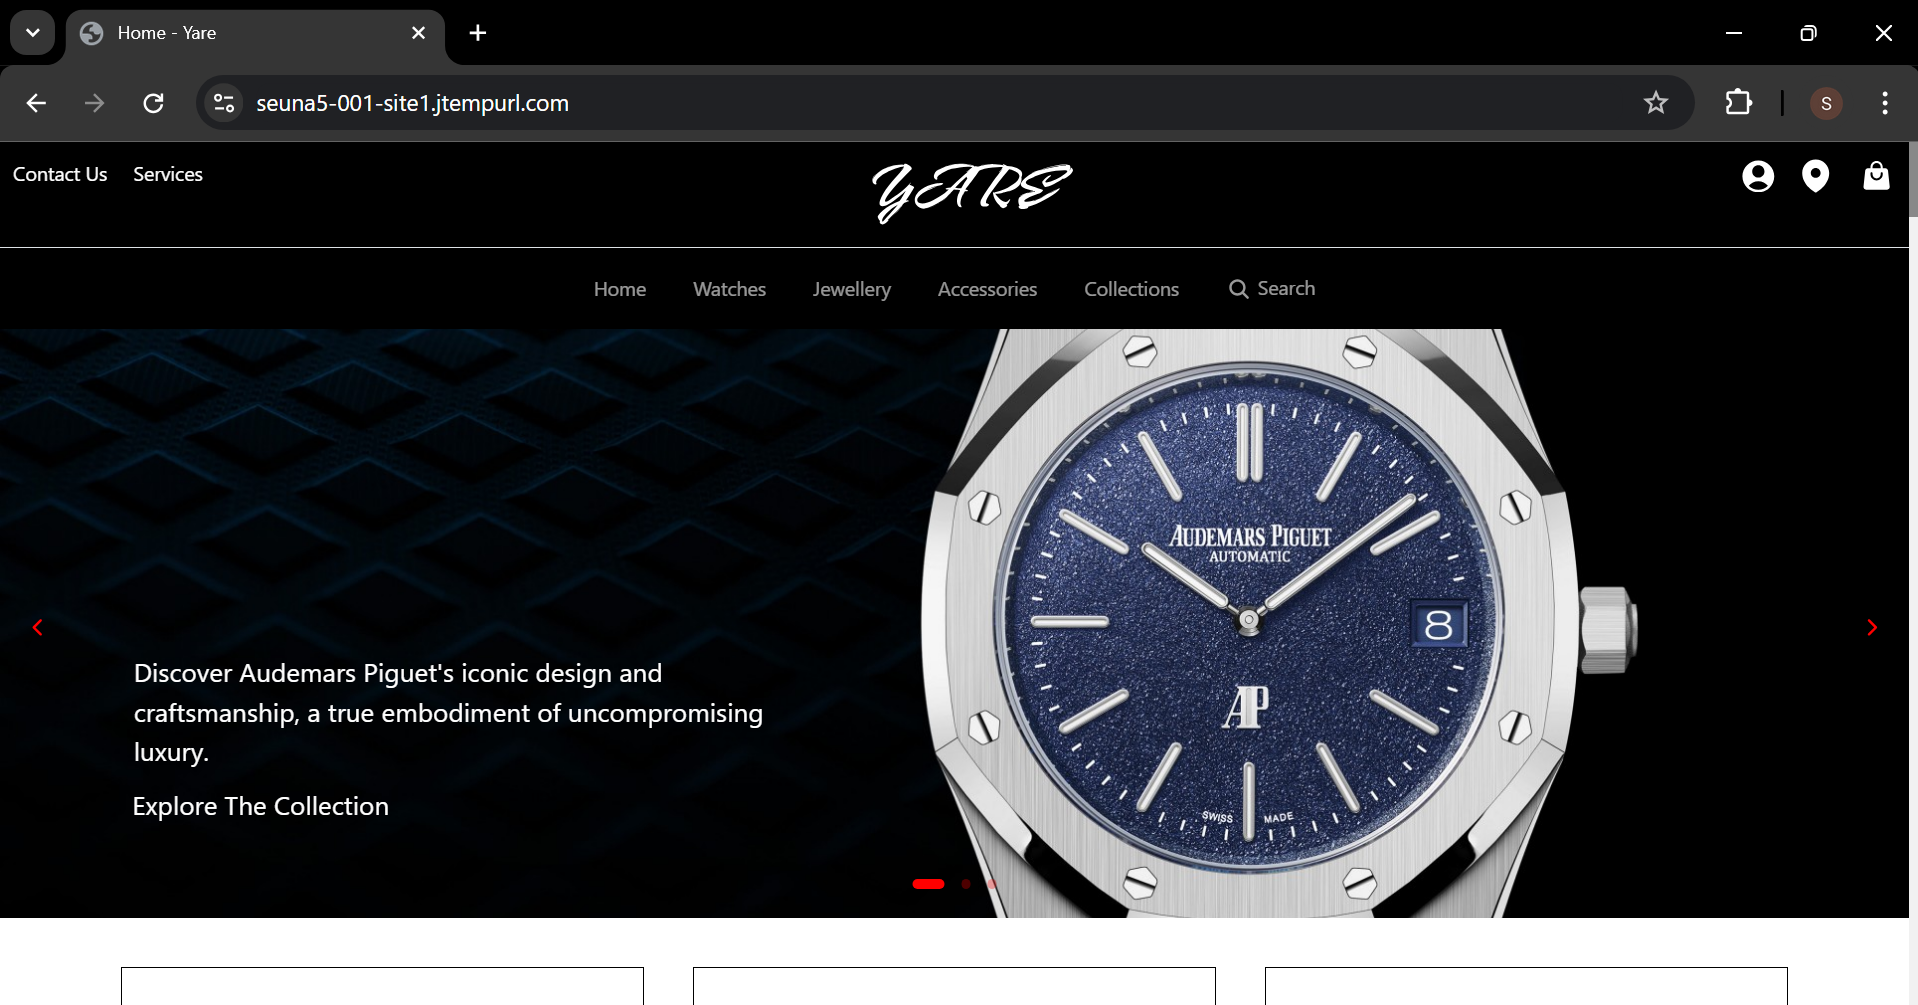 Home - Yare
seuna5-001-site1.jtempurl.com
S
Contact Us Services
YARE
Home Watches Jewellery Accessories Collections Search
AUDEMARS PIGUET
AUTOMATIC
8
AP
SWISS MADE
Discover Audemars Piguet's iconic design and
craftsmanship, a true embodiment of uncompromising
luxury.
Explore The Collection